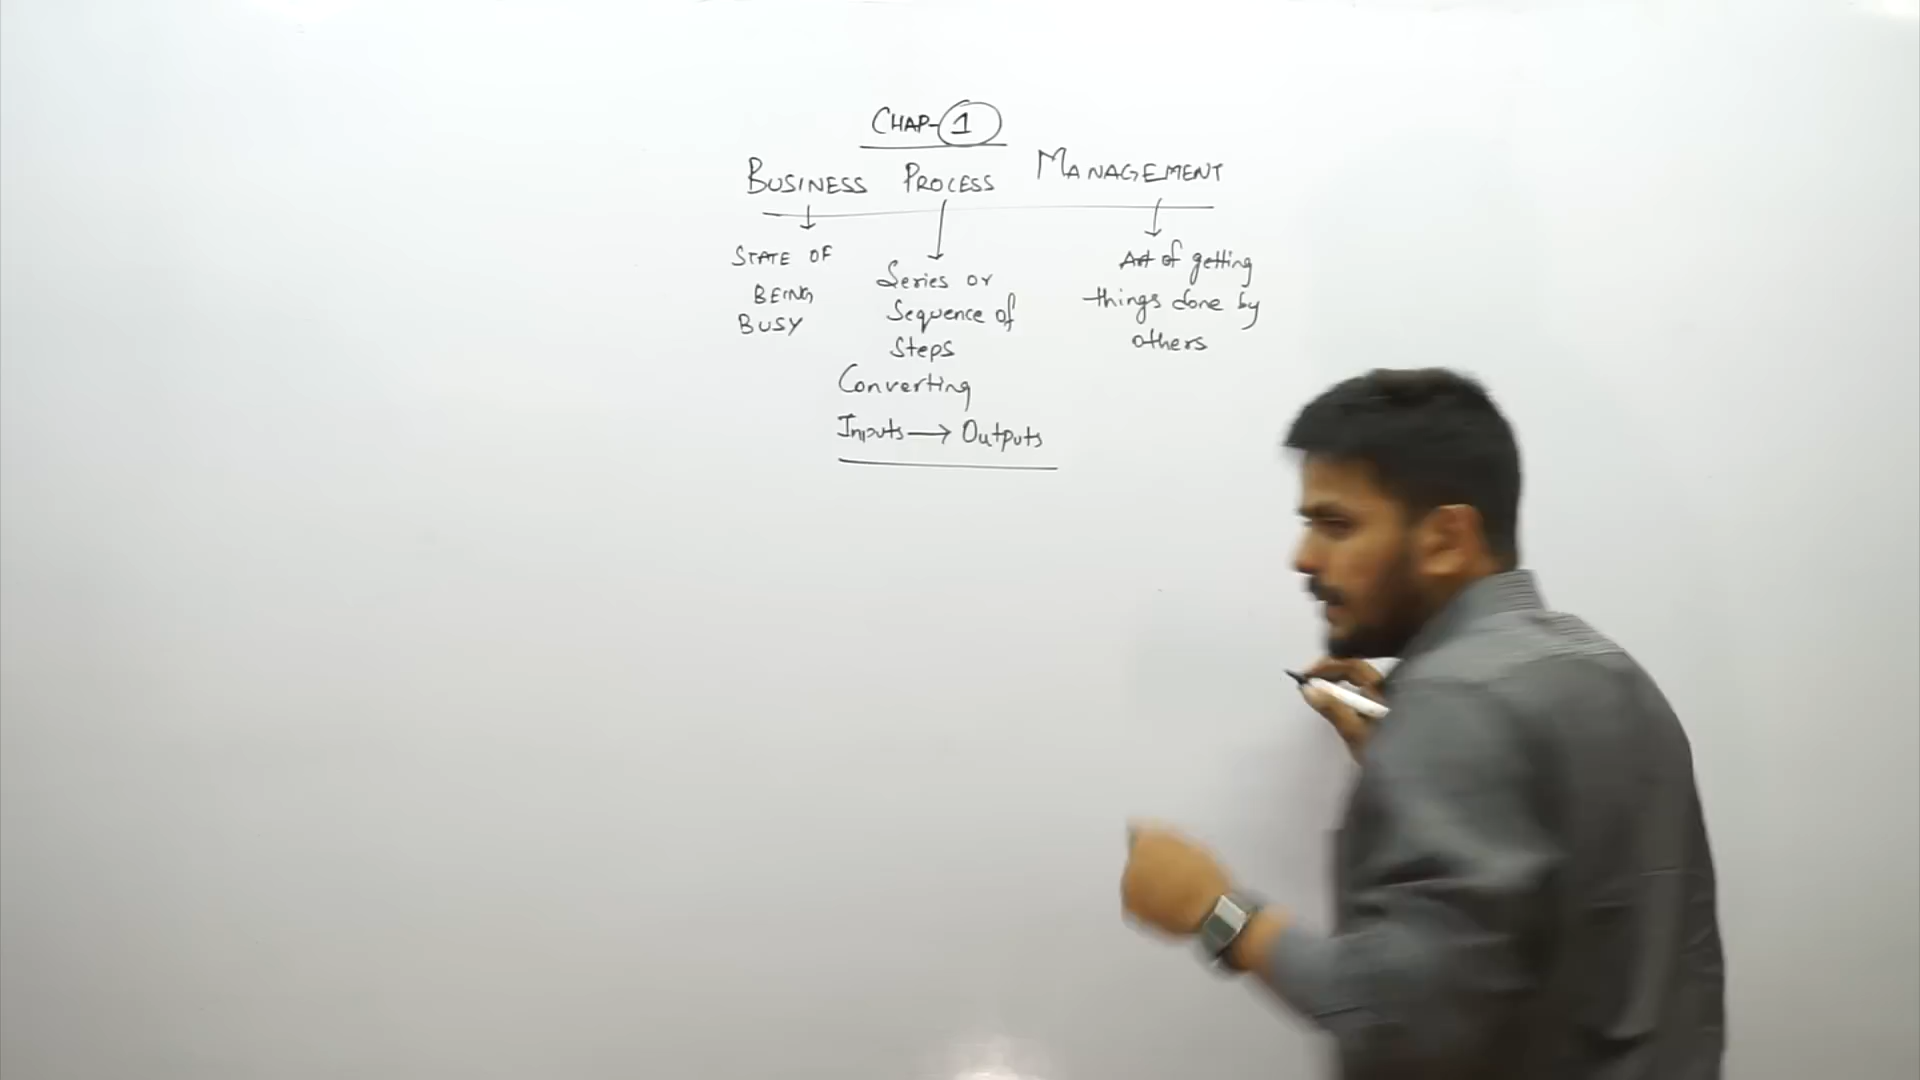 CHAP-1
BUSINESS PROCESS MANAGEMENT
STATE OF
BEING
BUSY
Series or
Sequence of
Steps
Converting
Inputs → Outputs
Art of getting
things done by
others